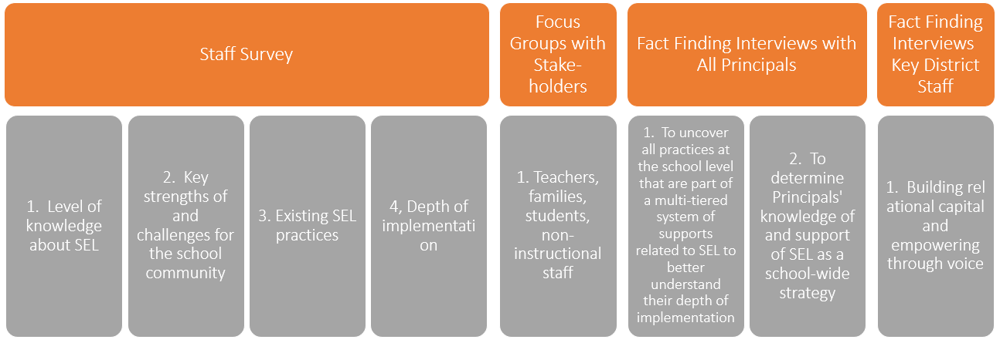 Staff Survey
Focus
Groups with
Stake-
holders
Fact Finding Interviews with
All Principals
Fact Finding
Interviews
Key District
Staff
1.  Level of
knowledge
about SEL
2.  Key
strengths of
and
challenges for
the school
community
3. Existing SEL
practices
4, Depth of
implementati
on
1. Teachers,
families,
students,
non-
instructional
staff
1.  To uncover
all practices at
the school level
that are part of
a multi-tiered
system of
supports
related to SEL to
better
understand
their depth of
implementation
2.  To
determine
Principals'
knowledge of
and support
of SEL as a
school-wide
strategy
1.  Building rel
ational capital
and
empowering
through voice